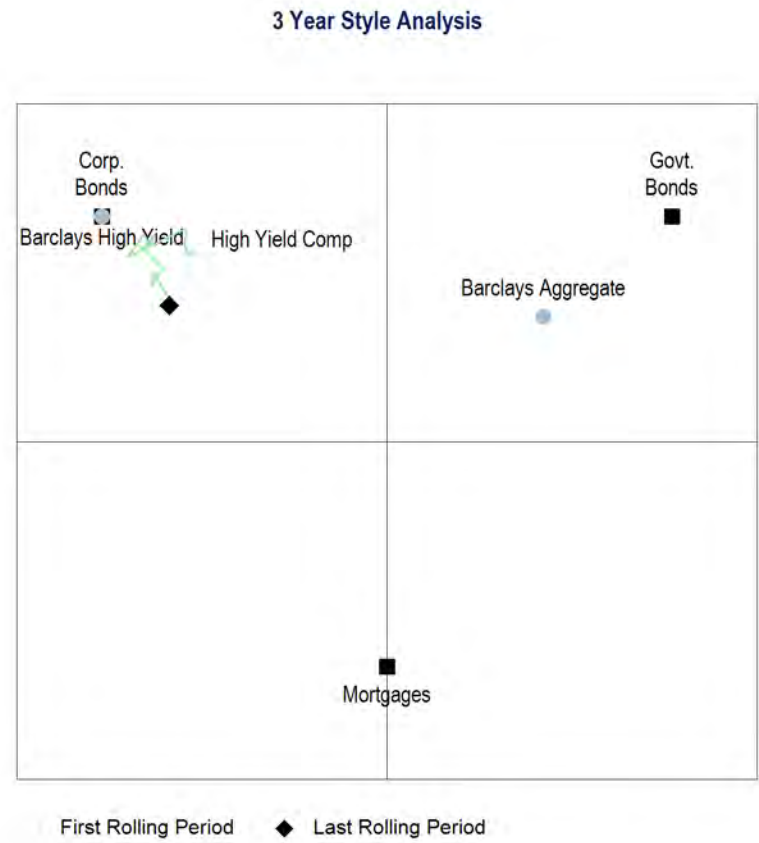 3 Year Style Analysis
Corp.
Bonds
Govt.
Bonds
Barclays High Yield
High Yield Comp
Barclays Aggregate
Mortgages
First Rolling Period
Last Rolling Period